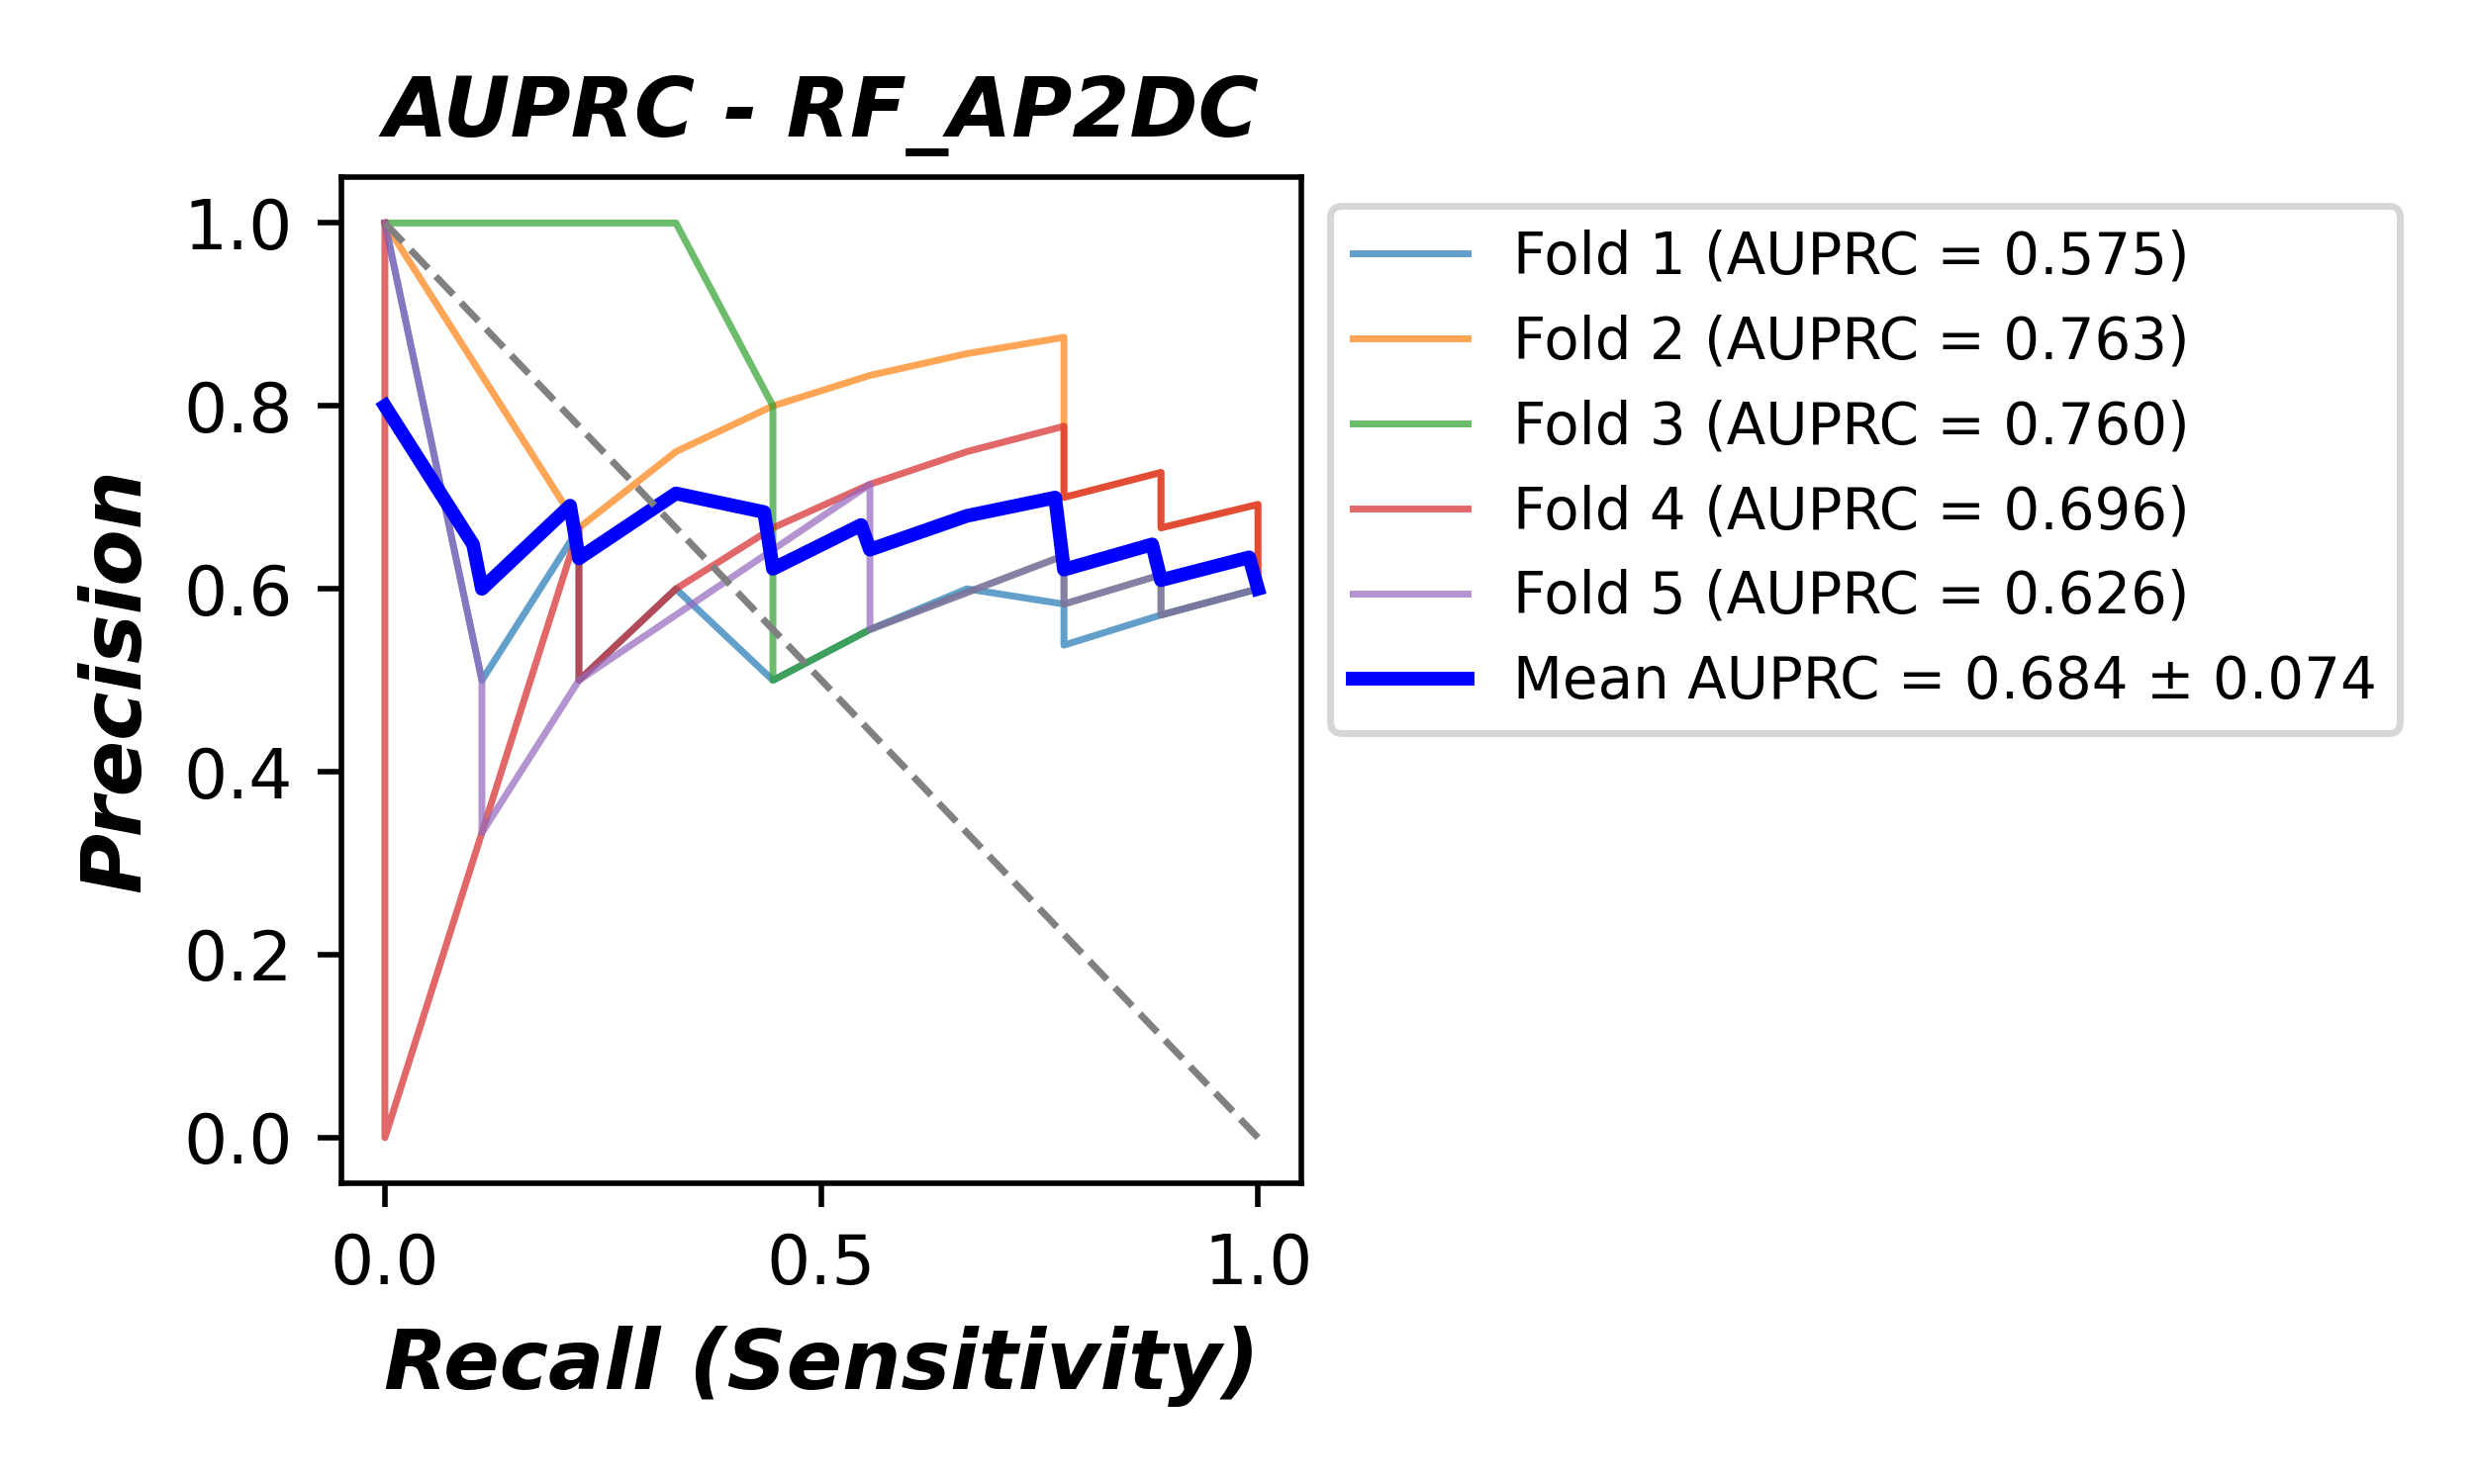 AUPRC - RF_AP2DC
Precision
1.0
0.8
0.6
0.4
0.2
0.0
0.0 0.5 1.0
Recall (Sensitivity)
Fold 1 (AUPRC = 0.575)
Fold 2 (AUPRC = 0.763)
Fold 3 (AUPRC = 0.760)
Fold 4 (AUPRC = 0.696)
Fold 5 (AUPRC = 0.626)
Mean AUPRC = 0.684 ± 0.074